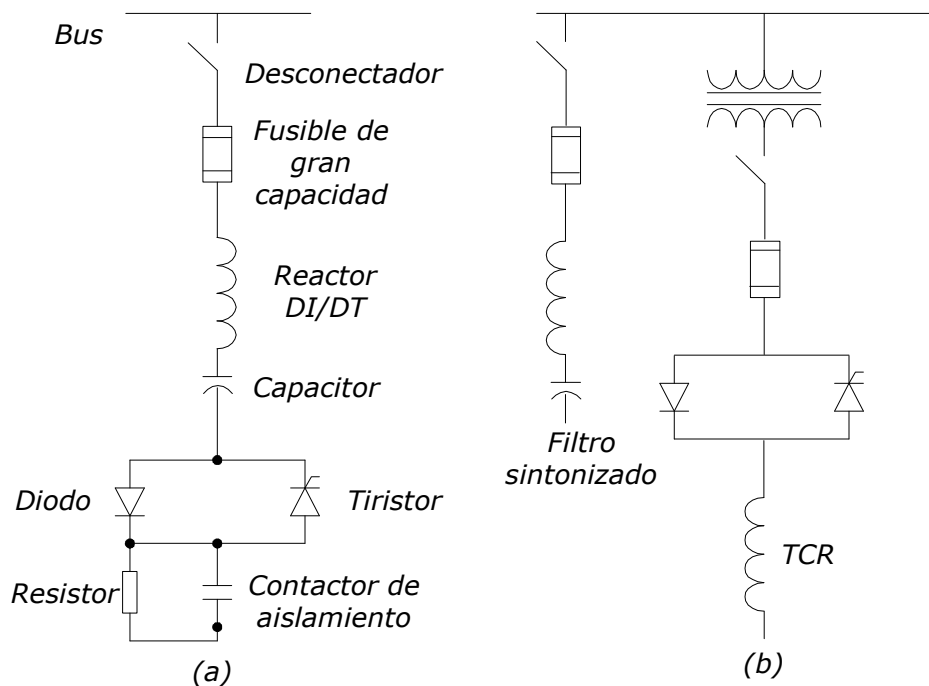 Bus
Desconectador
Fusible de
gran
capacidad
Reactor
DI/DT
Capacitor
Diodo
Tiristor
Resistor
Contactor de
aislamiento
(a)
Filtro
sintonizado
TCR
(b)